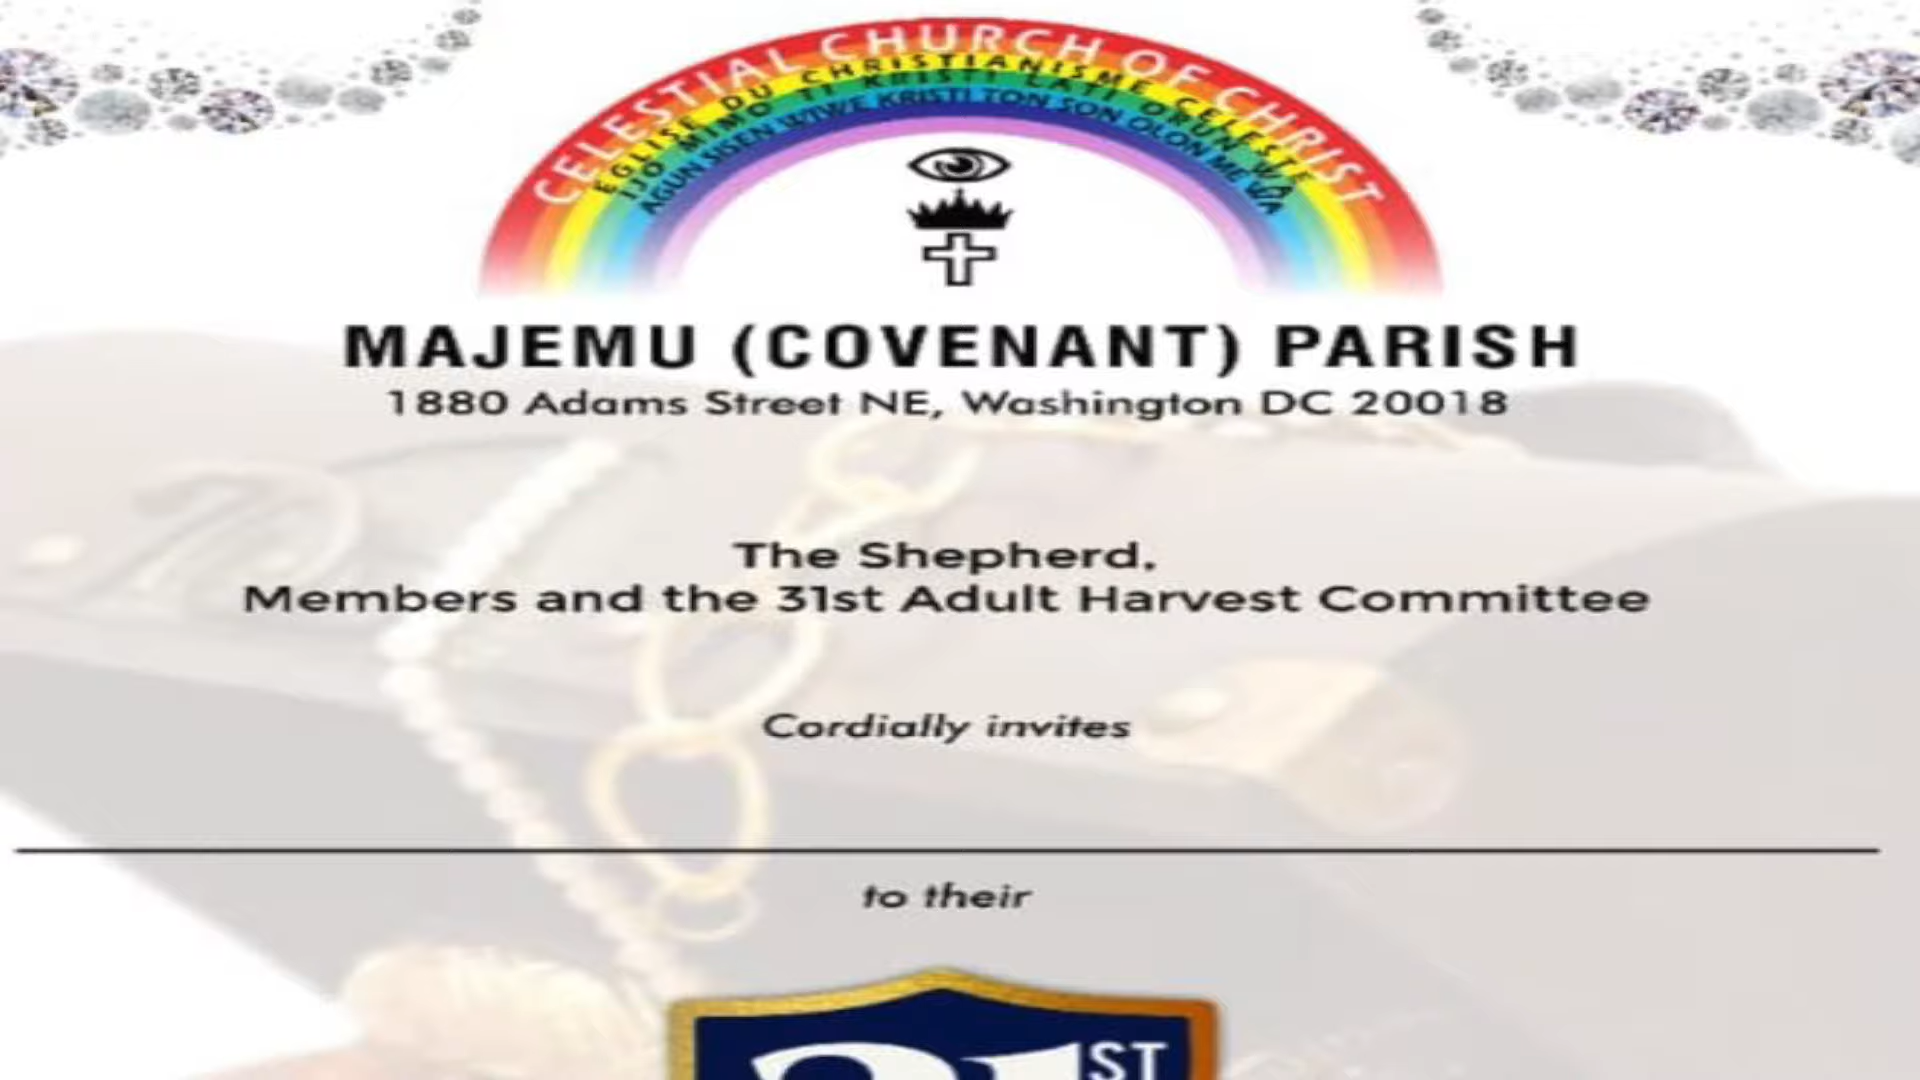 CELESTIAL CHURCH OF CHRIST
EGLISE DU CHRISTIANISME CELESTE
IJO MIMO TI KRISTI LATI ORUN WA
AGUN SISEN WIWE KRISTI TON SON OLON ME WA
MAJEMU (COVENANT) PARISH
1880 Adams Street NE, Washington DC 20018
The Shepherd,
Members and the 31st Adult Harvest Committee
Cordially invites
to their
31ST